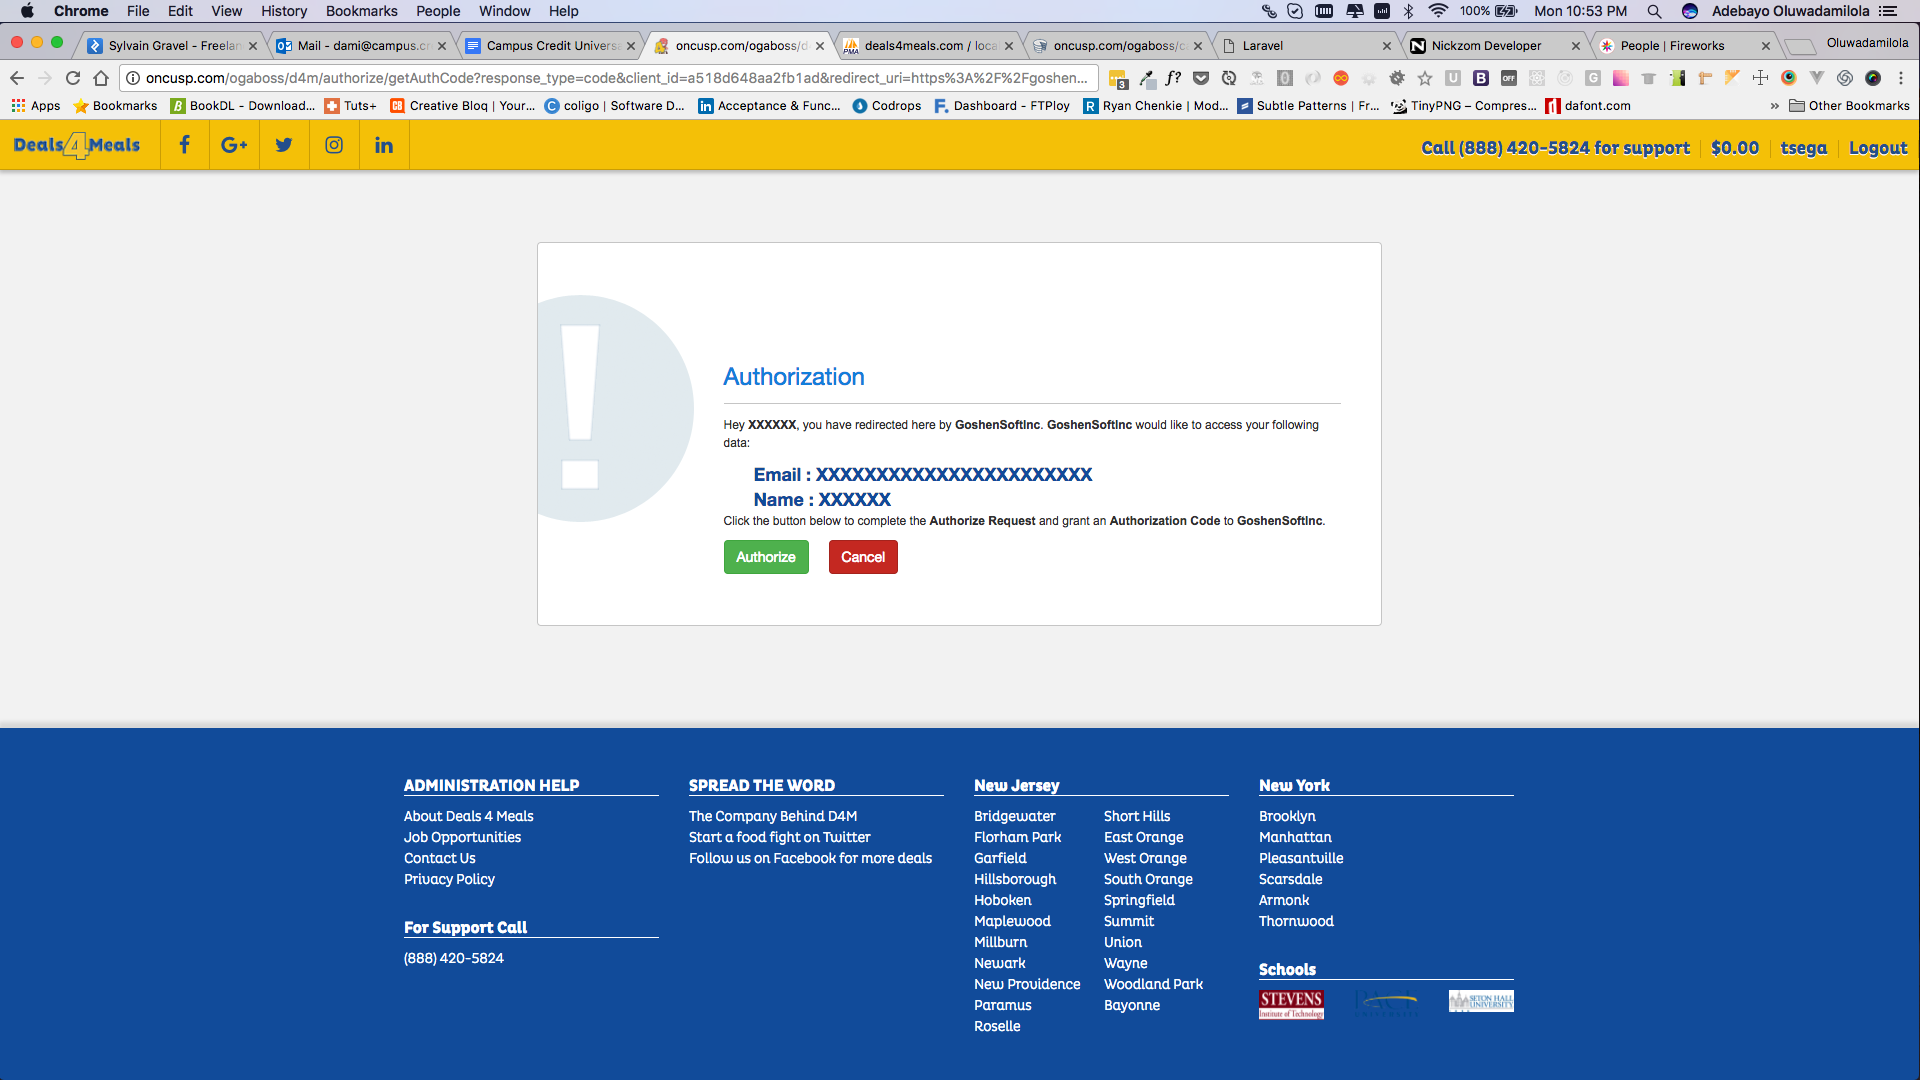 Chrome File Edit View History Bookmarks People Window Help 100% Mon 10:53 PM Adebayo Oluwadamilola
Sylvain Gravel - Freelan Mail - dami@campus.cr Campus Credit Universa oncusp.com/ogaboss/d deals4meals.com / loca oncusp.com/ogaboss/c Laravel Nickzom Developer People | Fireworks Oluwadamilola
oncusp.com/ogaboss/d4m/authorize/getAuthCode?response_type=code&client_id=a518d648aa2fb1ad&redirect_uri=https%3A%2F%2Fgoshen...
Apps Bookmarks BookDL - Download... Tuts+ Creative Bloq | Your... coligo | Software D... Acceptance & Func... Codrops Dashboard - FTPloy Ryan Chenkie | Mod... Subtle Patterns | Fr... TinyPNG – Compres... dafont.com » Other Bookmarks
Deals4Meals Call (888) 420-5824 for support $0.00 tsega Logout
Authorization
Hey XXXXXX, you have redirected here by GoshenSoftInc. GoshenSoftInc would like to access your following
data:
Email : XXXXXXXXXXXXXXXXXXXXXXX
Name : XXXXXX
Click the button below to complete the Authorize Request and grant an Authorization Code to GoshenSoftInc.
Authorize Cancel
ADMINISTRATION HELP
About Deals 4 Meals
Job Opportunities
Contact Us
Privacy Policy
For Support Call
(888) 420-5824
SPREAD THE WORD
The Company Behind D4M
Start a food fight on Twitter
Follow us on Facebook for more deals
New Jersey
Bridgewater
Florham Park
Garfield
Hillsborough
Hoboken
Maplewood
Millburn
Newark
New Providence
Paramus
Roselle
Short Hills
East Orange
West Orange
South Orange
Springfield
Summit
Union
Wayne
Woodland Park
Bayonne
New York
Brooklyn
Manhattan
Pleasantville
Scarsdale
Armonk
Thornwood
Schools
STEVENS
Institute of Technology
PACE
UNIVERSITY
SETON HALL
UNIVERSITY